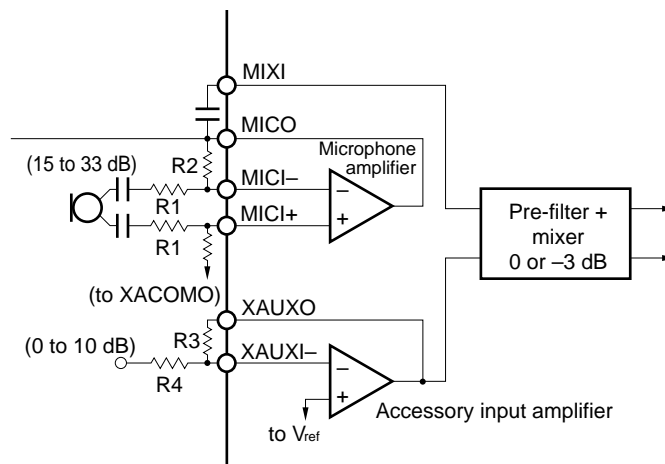 MIXI
MICO
(15 to 33 dB)
R2
Microphone
amplifier
MICI–
R1
–
MICI+
+
R1
Pre-filter +
mixer
0 or –3 dB
(to XACOMO)
XAUXO
(0 to 10 dB)
R3
XAUXI–
–
R4
+
Accessory input amplifier
to Vref